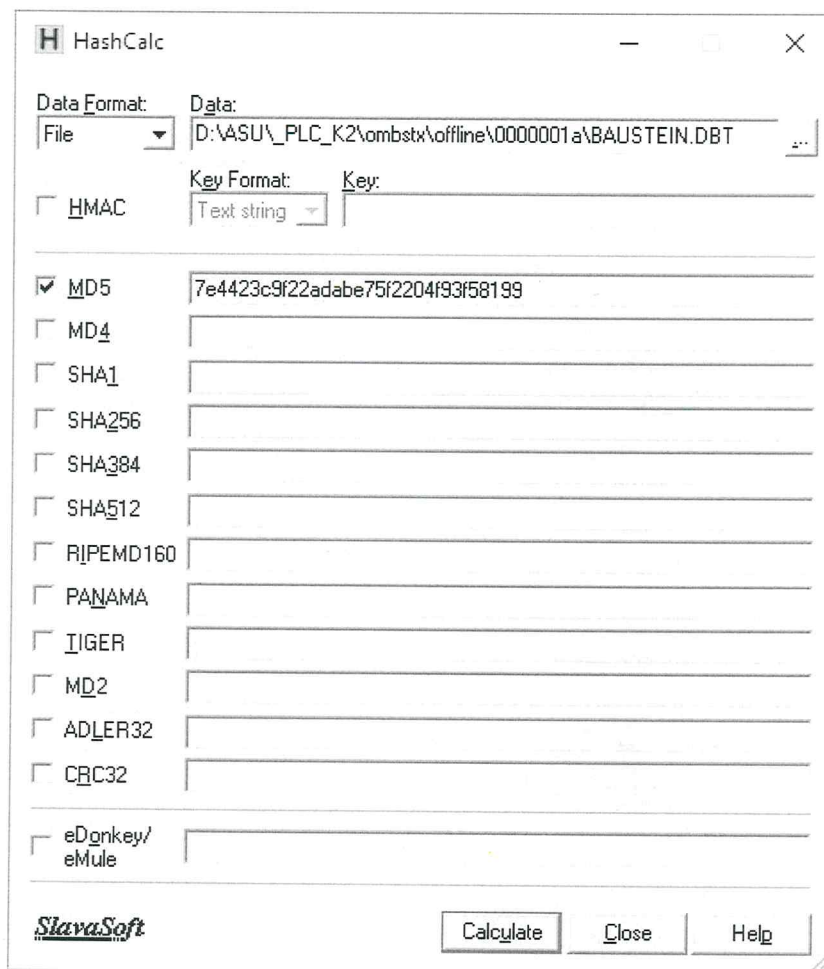 H HashCalc
Data Format: Data:
File D:\ASU\_PLC_K2\ombstx\offline\0000001a\BAUSTEIN.DBT ...
Key Format: Key:
HMAC Text string
MD5 7e4423c9f22adabe75f2204f93f58199
MD4
SHA1
SHA256
SHA384
SHA512
RIPEMD160
PANAMA
TIGER
MD2
ADLER32
CRC32
eDonkey/
eMule
SlavaSoft Calculate Close Help